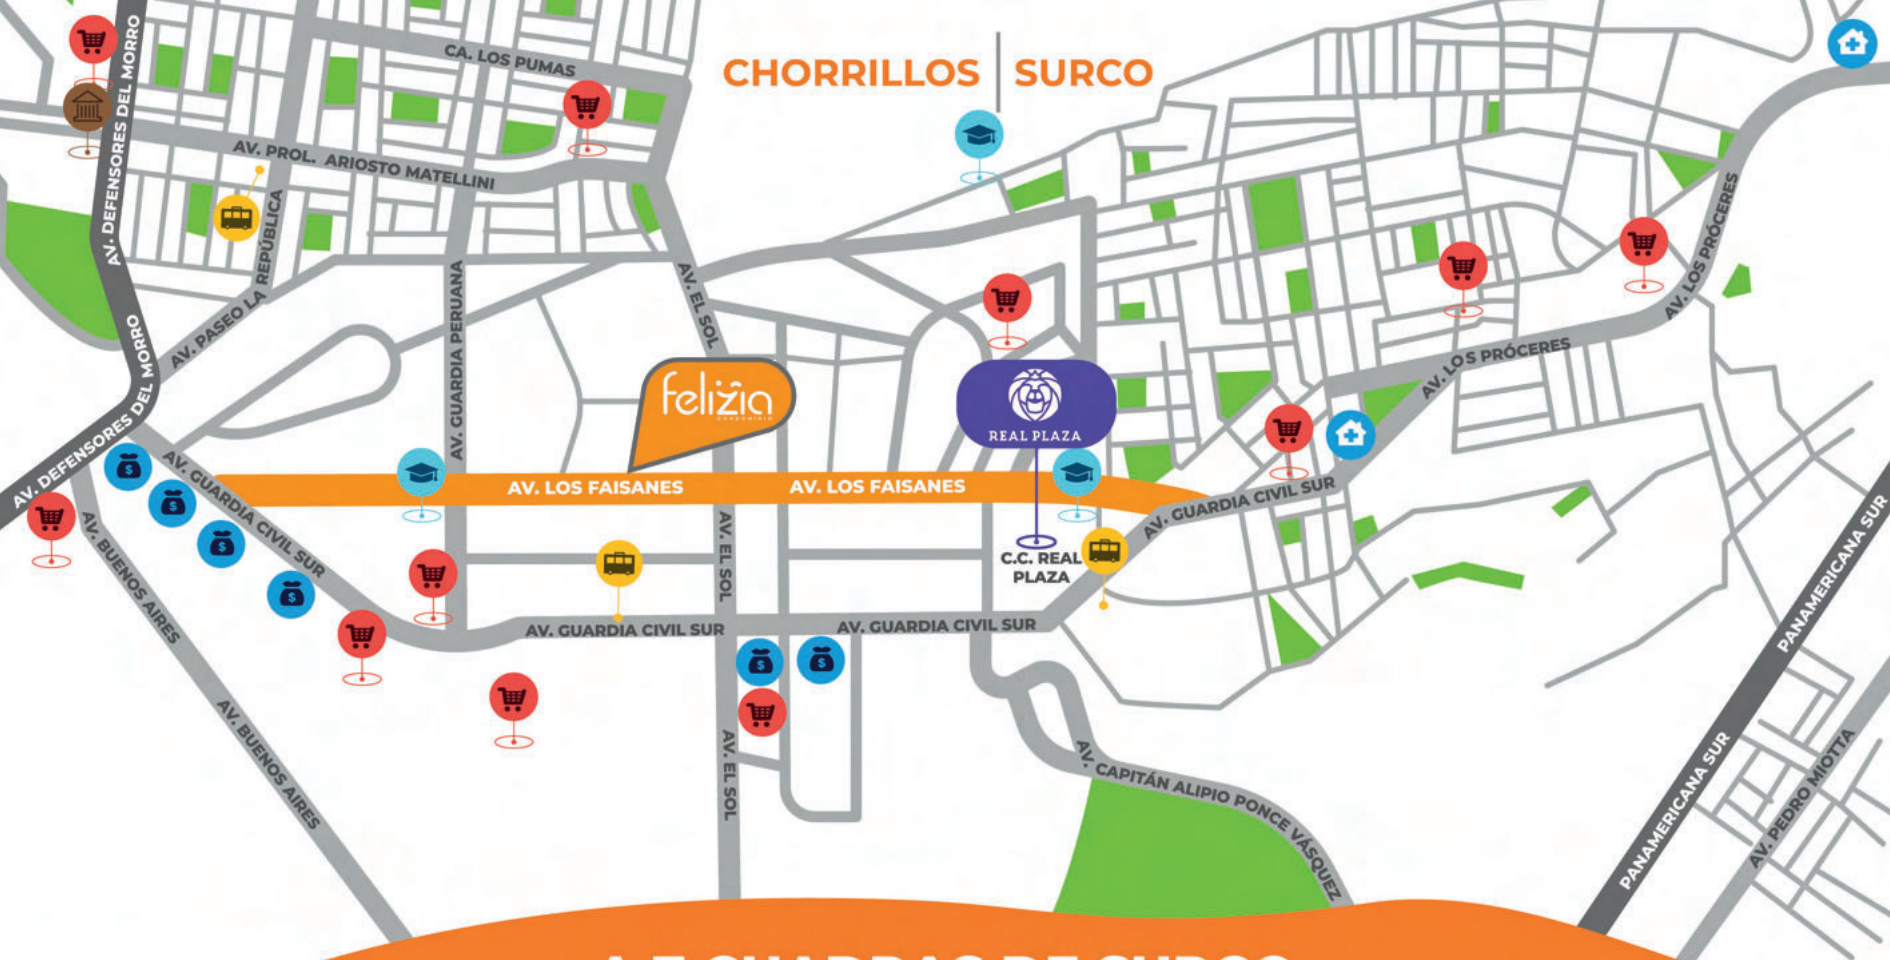 CHORRILLOS | SURCO
CA. LOS PUMAS
AV. DEFENSORES DEL MORRO
AV. PROL. ARIOSTO MATELLINI
AV. DEFENSORES DEL MORRO
AV. PASEO LA REPÚBLICA
AV. GUARDIA PERUANA
AV. EL SOL
AV. LOS PRÓCERES
AV. LOS PRÓCERES
felizia
CONDOMINIO
REAL PLAZA
AV. LOS FAISANES
AV. LOS FAISANES
AV. GUARDIA CIVIL SUR
AV. GUARDIA CIVIL SUR
AV. BUENOS AIRES
AV. EL SOL
C.C. REAL
PLAZA
AV. GUARDIA CIVIL SUR
AV. GUARDIA CIVIL SUR
PANAMERICANA SUR
AV. BUENOS AIRES
AV. EL SOL
AV. CAPITÁN ALIPIO PONCE VÁSQUEZ
PANAMERICANA SUR
AV. PEDRO MIOTTA